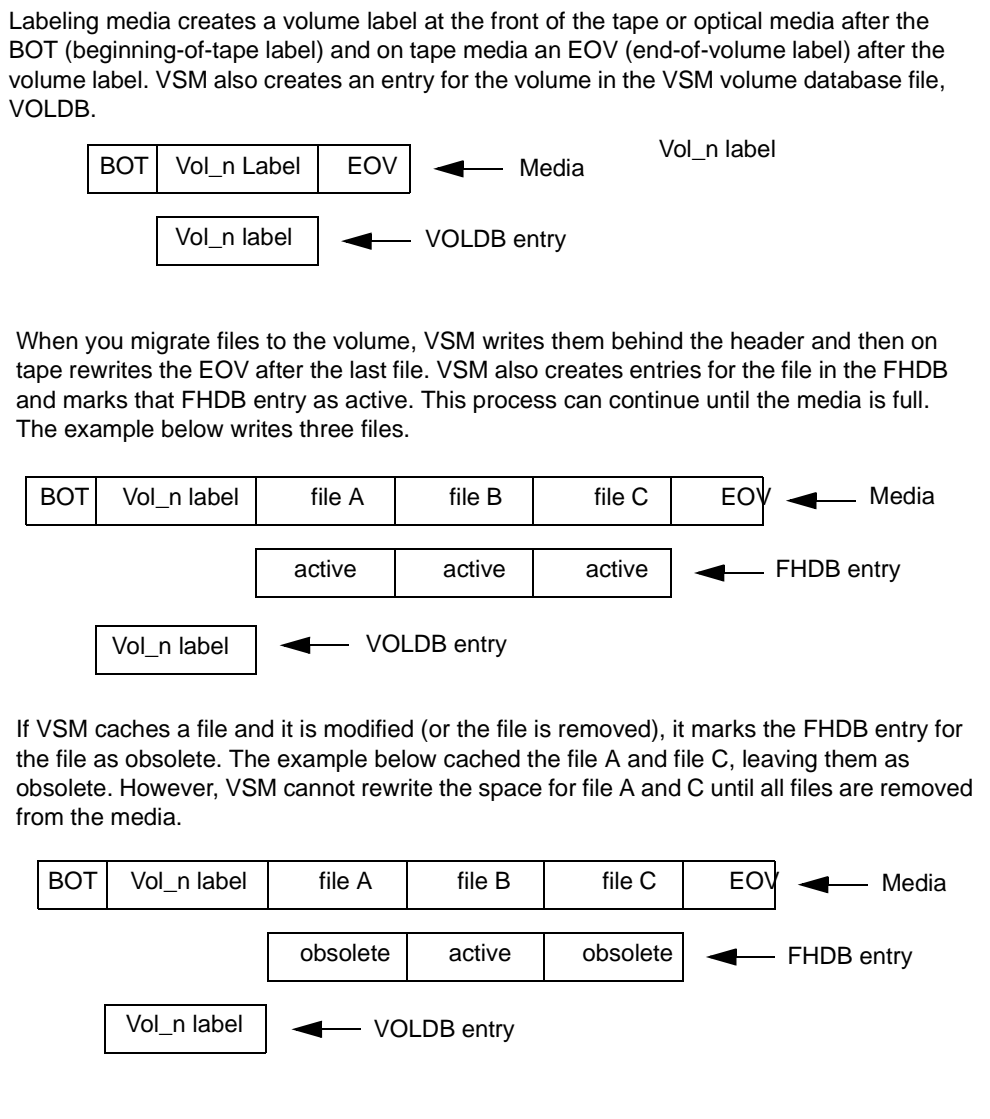 Labeling media creates a volume label at the front of the tape or optical media after the
BOT (beginning-of-tape label) and on tape media an EOV (end-of-volume label) after the
volume label. VSM also creates an entry for the volume in the VSM volume database file,
VOLDB.
BOT Vol_n Label EOV Media Vol_n label
Vol_n label VOLDB entry
When you migrate files to the volume, VSM writes them behind the header and then on
tape rewrites the EOV after the last file. VSM also creates entries for the file in the FHDB
and marks that FHDB entry as active. This process can continue until the media is full.
The example below writes three files.
BOT Vol_n label file A file B file C EOV Media
active active active FHDB entry
Vol_n label VOLDB entry
If VSM caches a file and it is modified (or the file is removed), it marks the FHDB entry for
the file as obsolete. The example below cached the file A and file C, leaving them as
obsolete. However, VSM cannot rewrite the space for file A and C until all files are removed
from the media.
BOT Vol_n label file A file B file C EOV Media
obsolete active obsolete FHDB entry
Vol_n label VOLDB entry